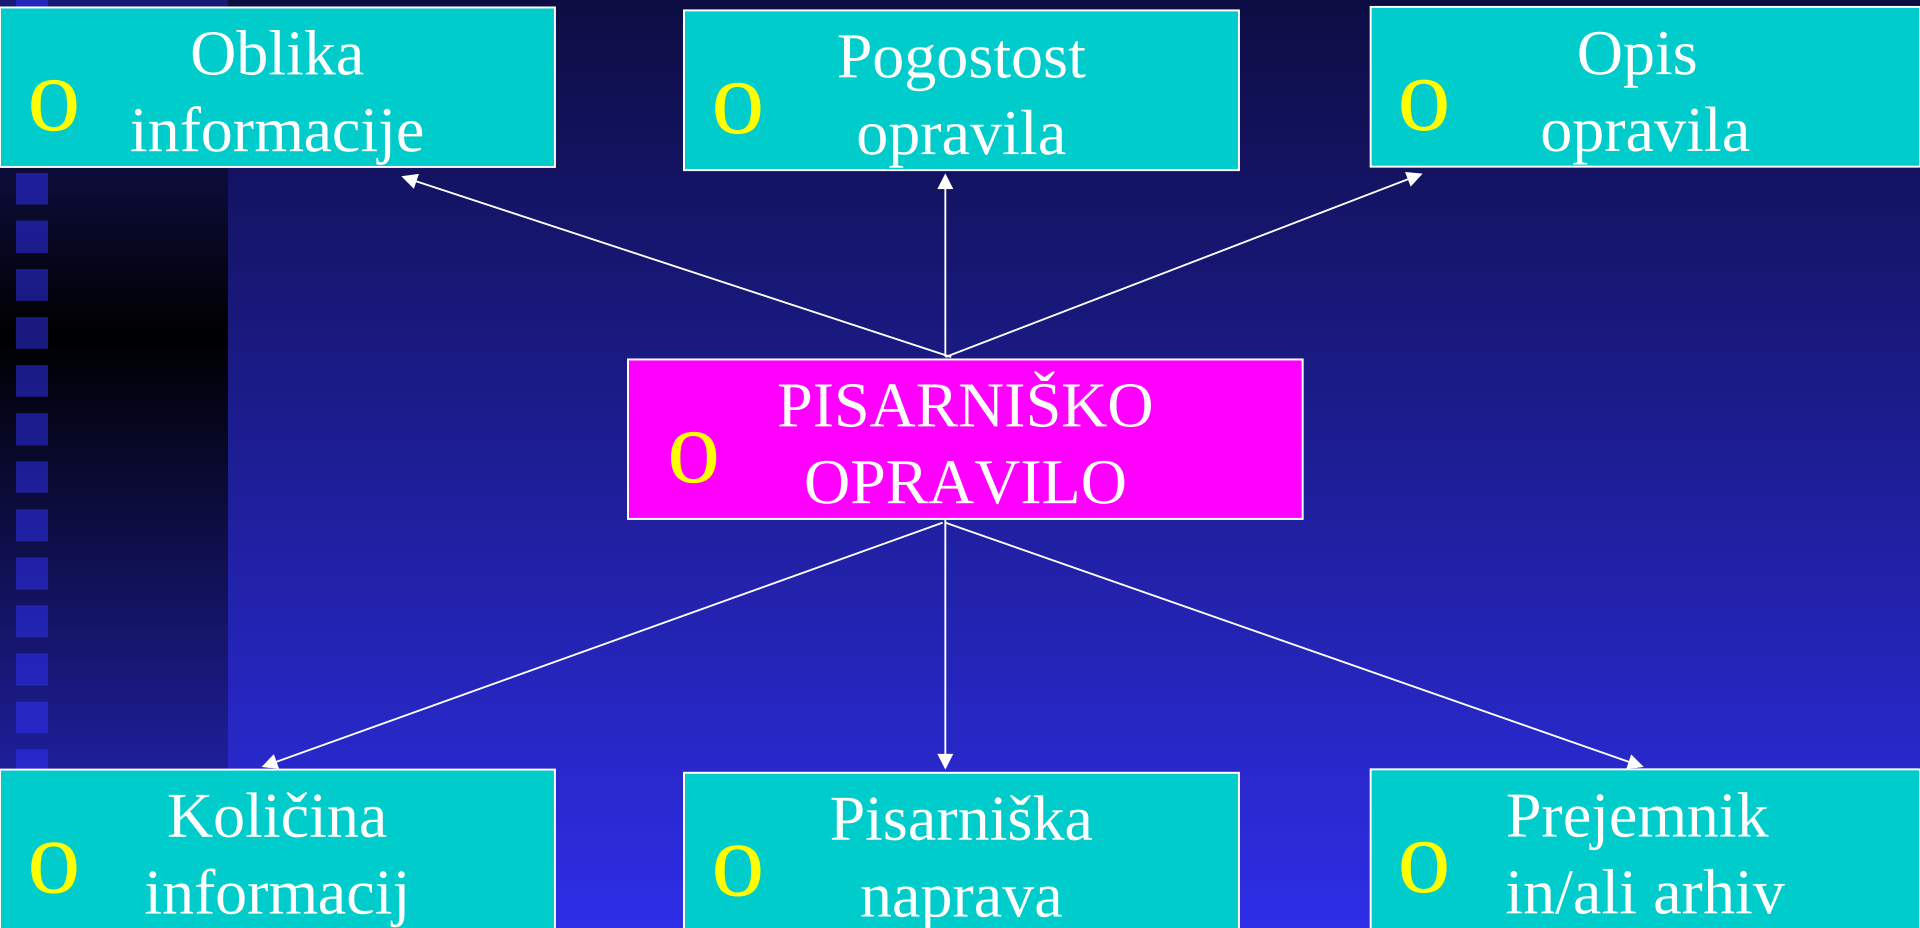 o Oblika
informacije
o Pogostost
opravila
o Opis
opravila
o PISARNIŠKO
OPRAVILO
o Količina
informacij
o Pisarniška
naprava
o Prejemnik
in/ali arhiv